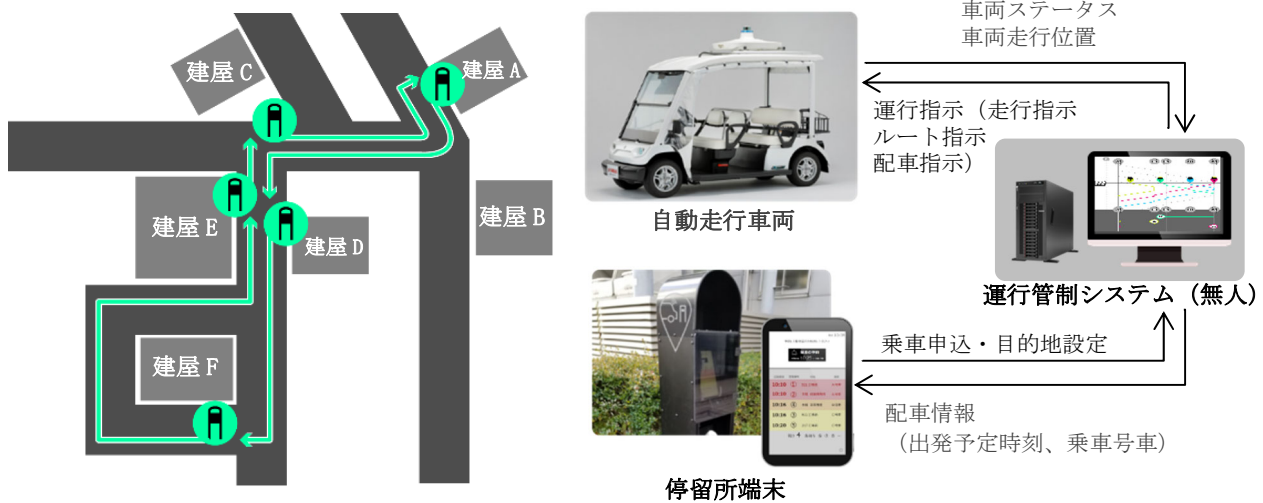 建屋 C
建屋 A
建屋 E
建屋 D
建屋 B
建屋 F
車両ステータス
車両走行位置
運行指示（走行指示
ルート指示
配車指示）
自動走行車両
運行管制システム（無人）
乗車申込・目的地設定
配車情報
（出発予定時刻、乗車号車）
停留所端末
10:20